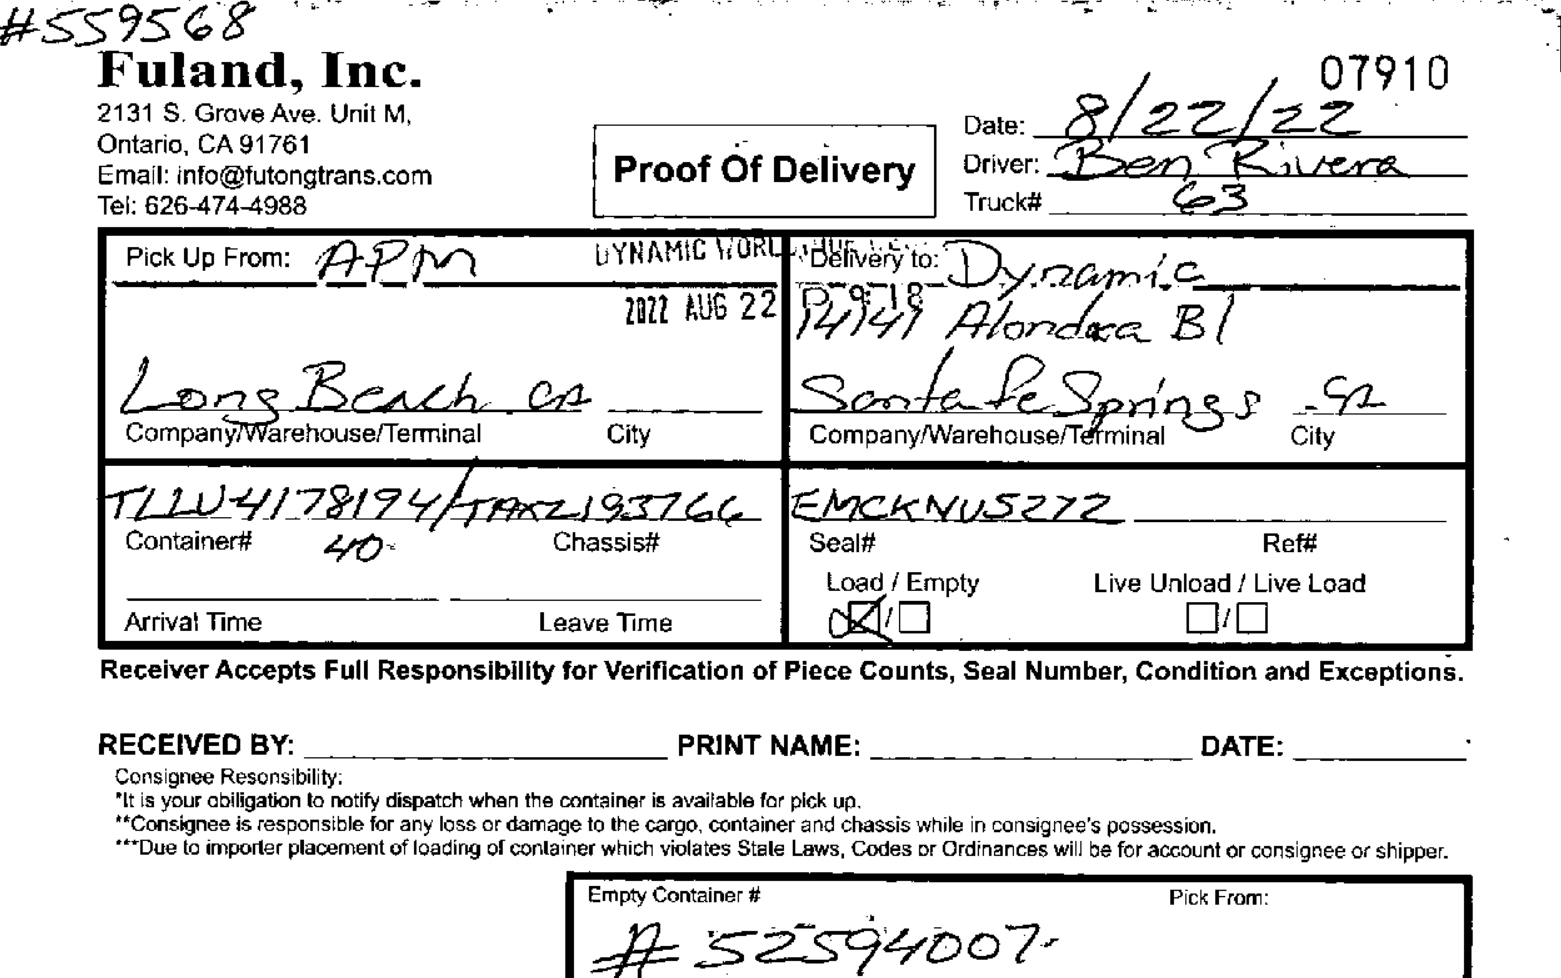 #559568
Fuland, Inc.
07910
2131 S. Grove Ave. Unit M,
Ontario, CA 91761
Email: info@futongtrans.com
Tel: 626-474-4988
Proof Of Delivery
Date: 8/22/22
Driver: Ben Rivera
Truck# 63
Pick Up From: APM
DYNAMIC WORL
2022 AUG 22
Delivery to: Dynamic
14141 Alondra Bl
Long Beach ca
Company/Warehouse/Terminal City
Santa Fe Springs ca
Company/Warehouse/Terminal City
TLLU4178194/TAXZ193766
Container# 40 Chassis#
EMCKNU5272
Seal# Ref#
Arrival Time Leave Time
Load / Empty Live Unload / Live Load
Receiver Accepts Full Responsibility for Verification of Piece Counts, Seal Number, Condition and Exceptions.
RECEIVED BY: PRINT NAME: DATE:
Consignee Resonsibility:
*It is your obiligation to notify dispatch when the container is available for pick up.
**Consignee is responsible for any loss or damage to the cargo, container and chassis while in consignee's possession.
***Due to importer placement of loading of container which violates State Laws, Codes or Ordinances will be for account or consignee or shipper.
Empty Container # Pick From:
# 52594007